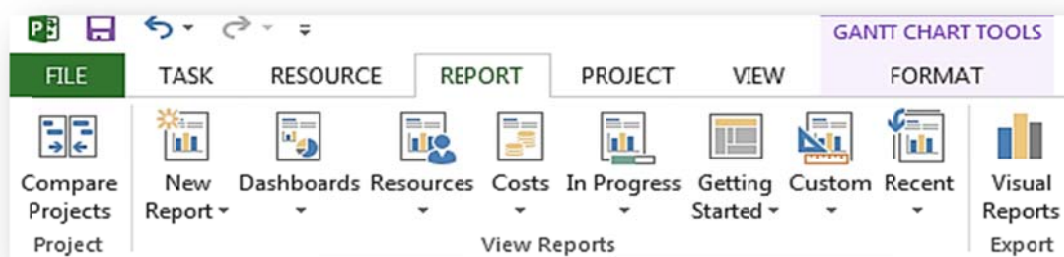 P
GANTT CHART TOOLS
FILE TASK RESOURCE REPORT PROJECT VIEW FORMAT
Compare New Dashboards Resources Costs In Progress Getting Custom Recent Visual
Projects Report Started Reports
Project View Reports Export